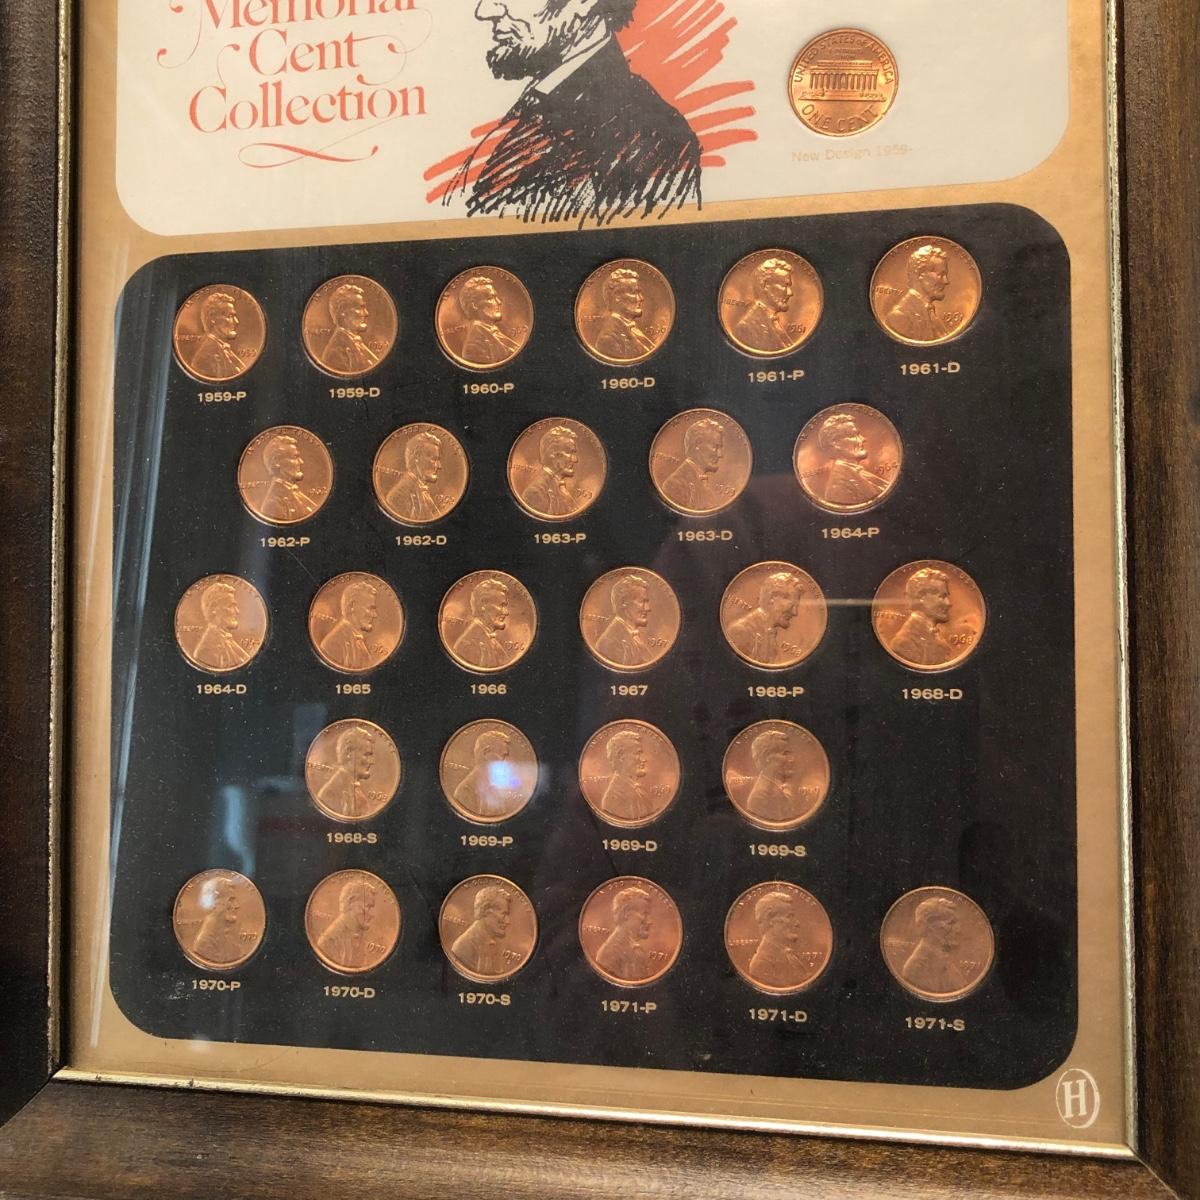 Memorial
Cent
Collection
UNITED STATES OF AMERICA
ONE CENT
New Design 1959-
1959-P 1959-D 1960-P 1960-D 1961-P 1961-D
1962-P 1962-D 1963-P 1963-D 1964-P
1964-D 1965 1966 1967 1968-P 1968-D
1968-S 1969-P 1969-D 1969-S
1970-P 1970-D 1970-S 1971-P 1971-D 1971-S
H